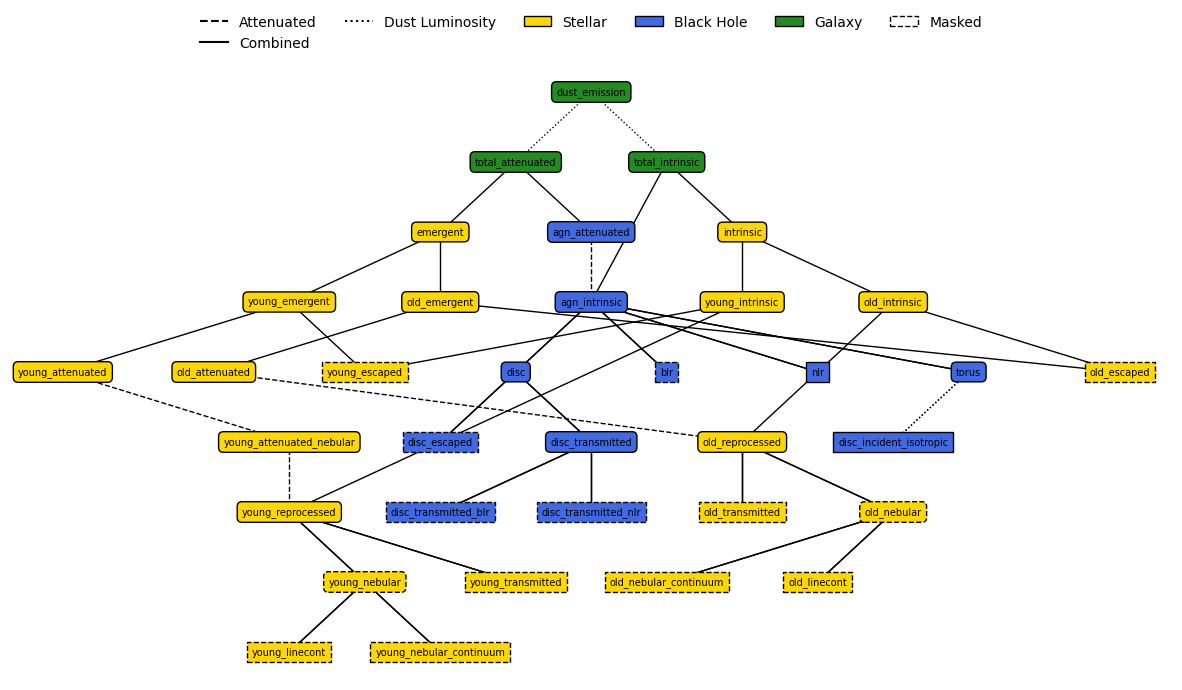 Attenuated
Dust Luminosity
Stellar
Black Hole
Galaxy
Masked
Combined
dust_emission
total_attenuated
total_intrinsic
emergent
agn_attenuated
intrinsic
young_emergent
old_emergent
agn_intrinsic
young_intrinsic
old_intrinsic
young_attenuated
old_attenuated
young_escaped
disc
blr
nlr
torus
old_escaped
young_attenuated_nebular
disc_escaped
disc_transmitted
old_reprocessed
disc_incident_isotropic
young_reprocessed
disc_transmitted_blr
disc_transmitted_nlr
old_transmitted
old_nebular
young_nebular
young_transmitted
old_nebular_continuum
old_linecont
young_linecont
young_nebular_continuum